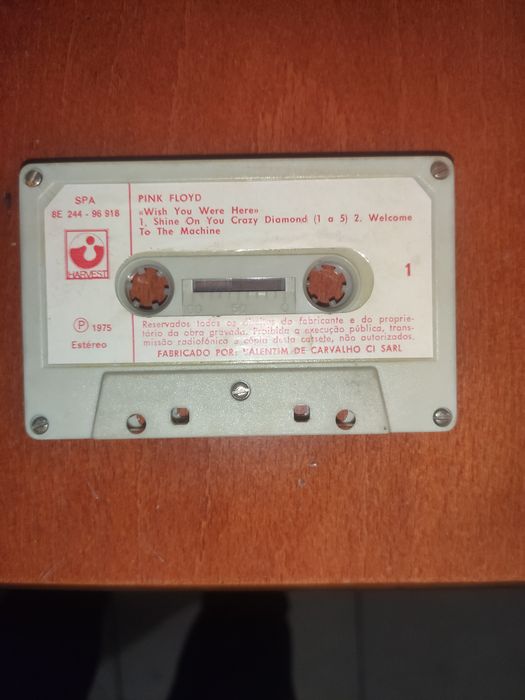 SPA
8E 244 - 96 918
HARVEST
Ⓟ 1975
Estéreo
PINK FLOYD
«Wish You Were Here»
1. Shine On You Crazy Diamond (1 a 5) 2. Welcome
To The Machine
1
50
Reservados todos os direitos do fabricante e do proprie-
tário da obra gravada. Proibida a execução pública, trans-
missão radiofónica e cópia desta cassete, não autorizados.
FABRICADO POR: VALENTIM DE CARVALHO CI SARL